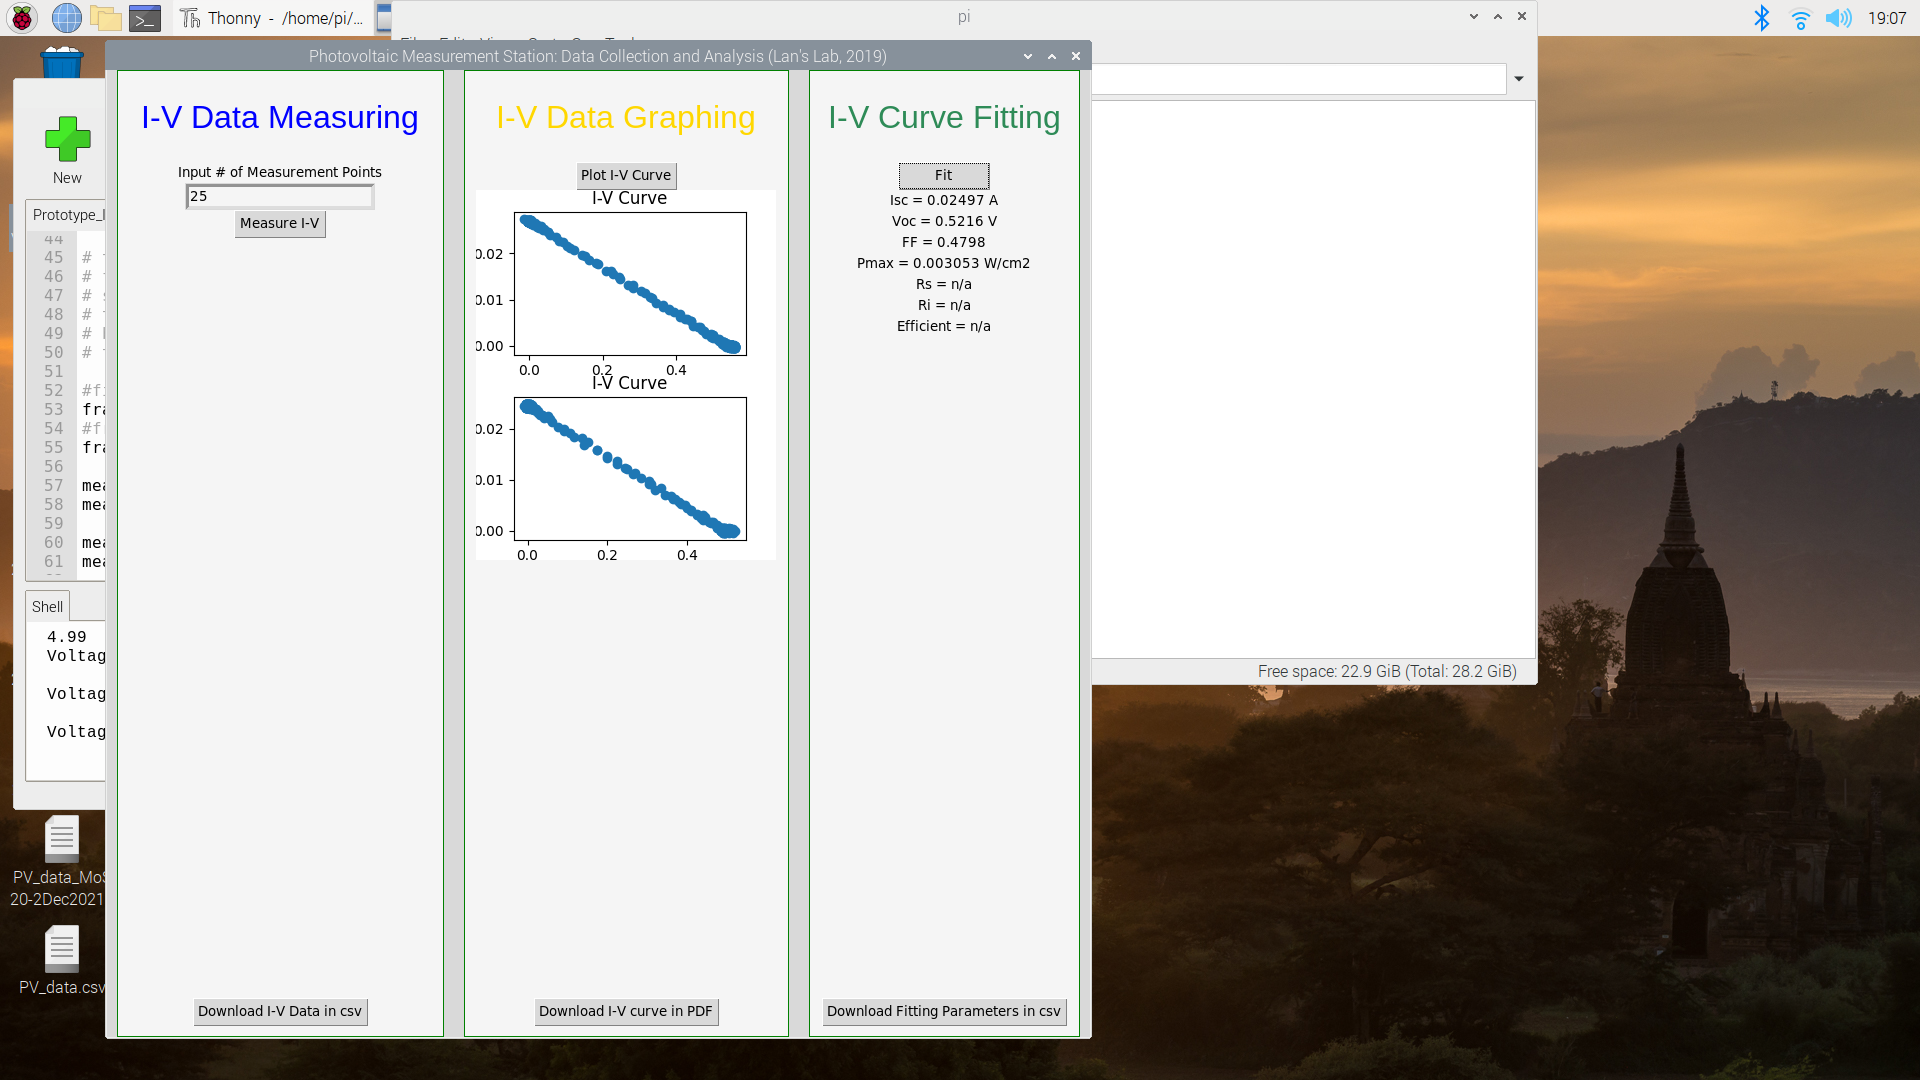 Thonny - /home/pi/...
pi
19:07
Photovoltaic Measurement Station: Data Collection and Analysis (Lan's Lab, 2019)
New
Prototype_
44
45 #
46 #
47 #
48 #
49 #
50 #
51
52 #f
53 fra
54 #f
55 fra
56
57 mea
58 mea
59
60 mea
61 mea
Shell
4.99
Voltag
Voltag
Voltag
PV_data_MoS
20-2Dec2021
PV_data.csv
I-V Data Measuring
Input # of Measurement Points
25
Measure I-V
Download I-V Data in csv
I-V Data Graphing
Plot I-V Curve
I-V Curve
0.02
0.01
0.00
0.0 0.2 0.4
I-V Curve
0.02
0.01
0.00
0.0 0.2 0.4
Download I-V curve in PDF
I-V Curve Fitting
Fit
Isc = 0.02497 A
Voc = 0.5216 V
FF = 0.4798
Pmax = 0.003053 W/cm2
Rs = n/a
Ri = n/a
Efficient = n/a
Download Fitting Parameters in csv
Free space: 22.9 GiB (Total: 28.2 GiB)